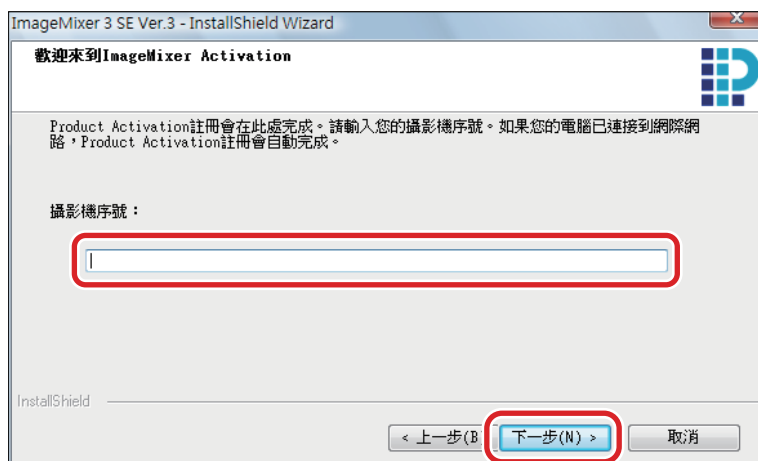 ImageMixer 3 SE Ver.3 - InstallShield Wizard
歡迎來到ImageMixer Activation
Product Activation註冊會在此處完成。請輸入您的攝影機序號。如果您的電腦已連接到網際網
路，Product Activation註冊會自動完成。
攝影機序號：
InstallShield
< 上一步(B
下一步(N) >
取消